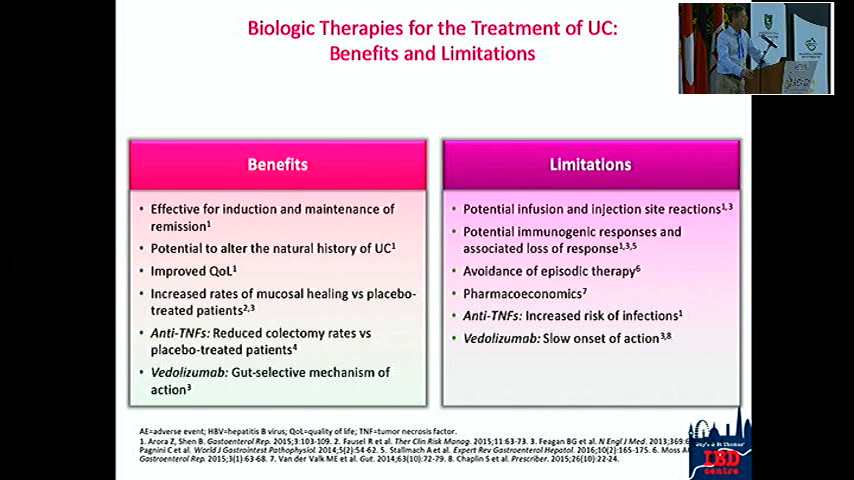 Biologic Therapies for the Treatment of UC:
Benefits and Limitations
Benefits
• Effective for induction and maintenance of
remission1
• Potential to alter the natural history of UC1
• Improved QoL1
• Increased rates of mucosal healing vs placebo-
treated patients2,3
• Anti-TNFs: Reduced colectomy rates vs
placebo-treated patients4
• Vedolizumab: Gut-selective mechanism of
action3
Limitations
• Potential infusion and injection site reactions1,3
• Potential immunogenic responses and
associated loss of response1,3,5
• Avoidance of episodic therapy6
• Pharmacoeconomics7
• Anti-TNFs: Increased risk of infections1
• Vedolizumab: Slow onset of action3,8
AE=adverse event; HBV=hepatitis B virus; QoL=quality of life; TNF=tumor necrosis factor.
1. Arora Z, Shen B. Gastoenterol Rep. 2015;3:103-109. 2. Fausel R et al. Ther Clin Risk Manag. 2015;11:63-73. 3. Feagan BG et al. N Engl J Med. 2013;369:6
Pagnini C et al. World J Gastrointest Pathophysiol. 2014;5(2):54-62. 5. Stallmach A et al. Expert Rev Gastroenterol Hepatol. 2016;10(2):165-175. 6. Moss A
Gastroenterol Rep. 2015;3(1):63-68. 7. Van der Valk ME et al. Gut. 2014;63(10):72-79. 8. Chaplin S et al. Prescriber. 2015;26(10):22-24.
Guy's & St Thomas'
IBD
centre